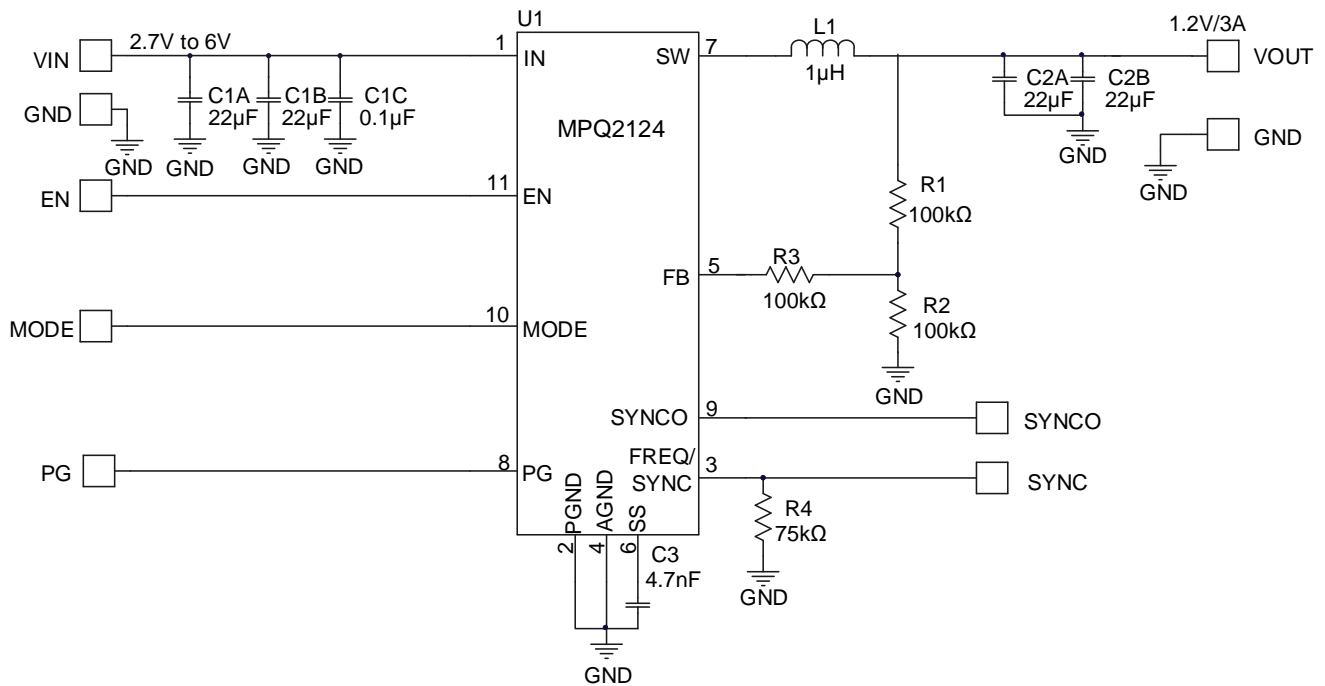 U1
1.2V/3A
VIN
2.7V to 6V
1
IN
SW
7
L1
1µH
VOUT
C1A
22µF
C1B
22µF
C1C
0.1µF
C2A
22µF
C2B
22µF
GND
GND
GND
GND
GND
MPQ2124
GND
GND
GND
EN
11
EN
R1
100kΩ
FB
5
R3
100kΩ
R2
100kΩ
GND
MODE
10
MODE
SYNCO
9
SYNCO
PG
8
PG
FREQ/
SYNC
3
SYNC
R4
75kΩ
GND
PGND
AGND
SS
2
4
6
C3
4.7nF
GND